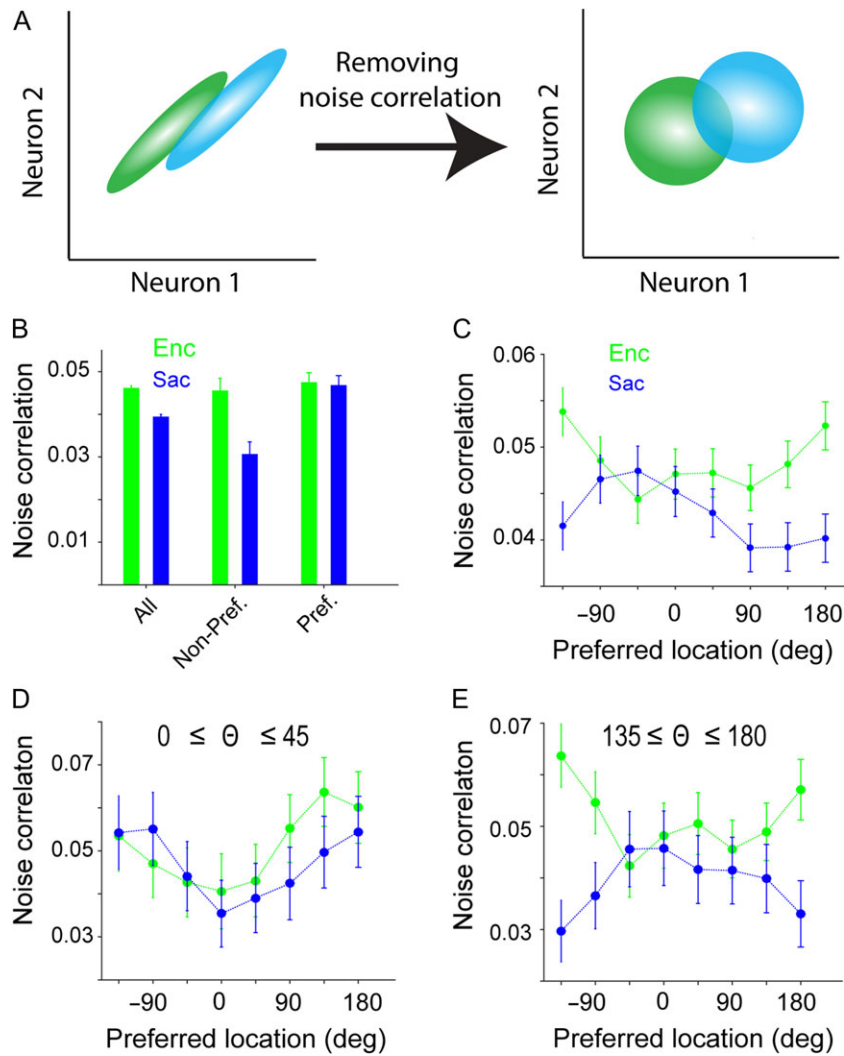 A
Neuron 2
Neuron 1
Removing
noise correlation
Neuron 2
Neuron 1
B
Enc
Sac
Noise correlation
0.05
0.03
0.01
All
Non-Pref.
Pref.
C
Enc
Sac
Noise correlation
0.06
0.05
0.04
−90 0 90 180
Preferred location (deg)
D
0 ≤ Θ ≤45
Noise correlaton
0.07
0.05
0.03
−90 0 90 180
Preferred location (deg)
E
135≤ Θ ≤180
Noise correlation
0.07
0.05
0.03
−90 0 90 180
Preferred location (deg)